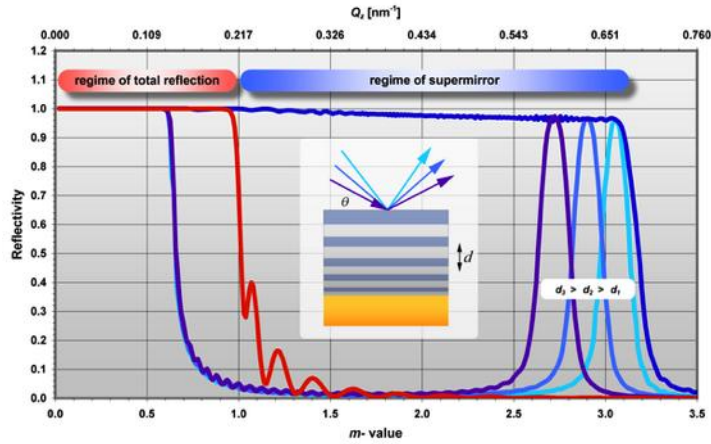 Qz [nm-1]
0.000 0.109 0.217 0.326 0.434 0.543 0.651 0.760
1.2
1.1
regime of total reflection regime of supermirror
1.0
0.9
0.8
0.7
θ
0.6
Reflectivity
0.5
d
0.4
d3 > d2 > d1
0.3
0.2
0.1
0.0
0.0 0.5 1.0 1.5 2.0 2.5 3.0 3.5
m- value